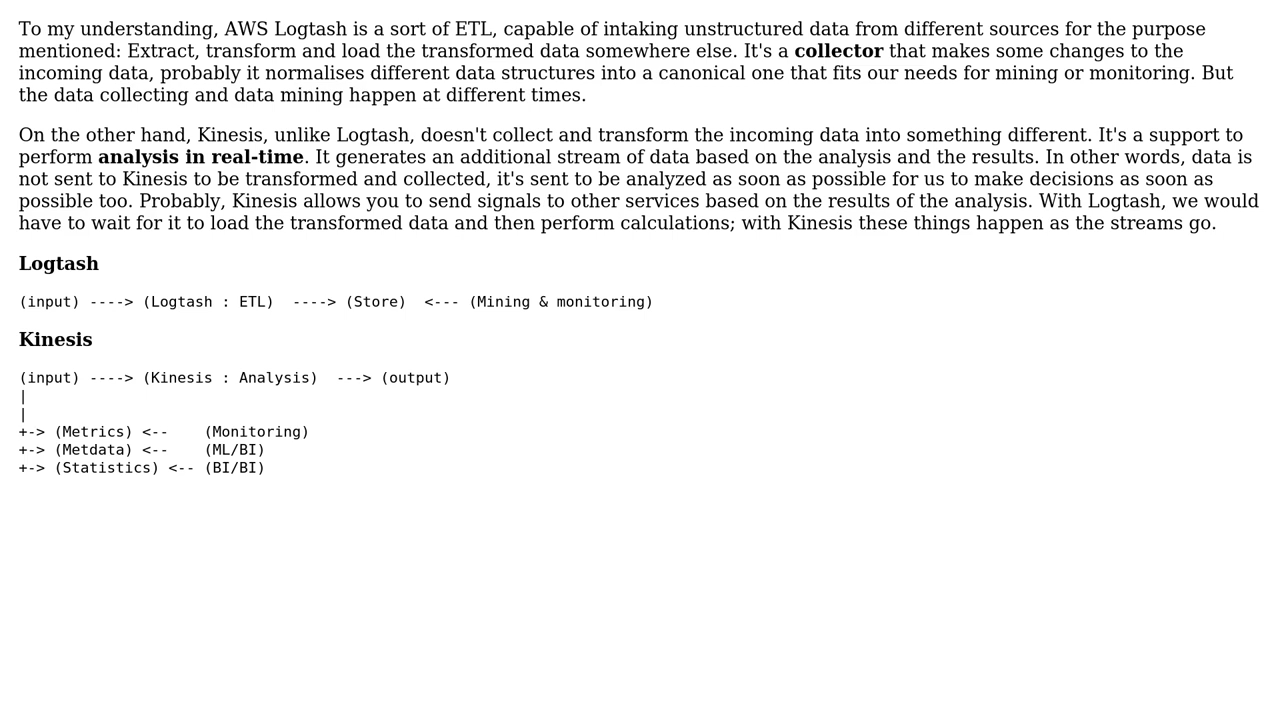 To my understanding, AWS Logtash is a sort of ETL, capable of intaking unstructured data from different sources for the purpose
mentioned: Extract, transform and load the transformed data somewhere else. It's a collector that makes some changes to the
incoming data, probably it normalises different data structures into a canonical one that fits our needs for mining or monitoring. But
the data collecting and data mining happen at different times.
On the other hand, Kinesis, unlike Logtash, doesn't collect and transform the incoming data into something different. It's a support to
perform analysis in real-time. It generates an additional stream of data based on the analysis and the results. In other words, data is
not sent to Kinesis to be transformed and collected, it's sent to be analyzed as soon as possible for us to make decisions as soon as
possible too. Probably, Kinesis allows you to send signals to other services based on the results of the analysis. With Logtash, we would
have to wait for it to load the transformed data and then perform calculations; with Kinesis these things happen as the streams go.
Logtash
(input) ----> (Logtash : ETL)  ----> (Store)  <--- (Mining & monitoring)
Kinesis
(input) ----> (Kinesis : Analysis)  ---> (output)
|
|
+-> (Metrics) <--    (Monitoring)
+-> (Metdata) <--    (ML/BI)
+-> (Statistics) <-- (BI/BI)